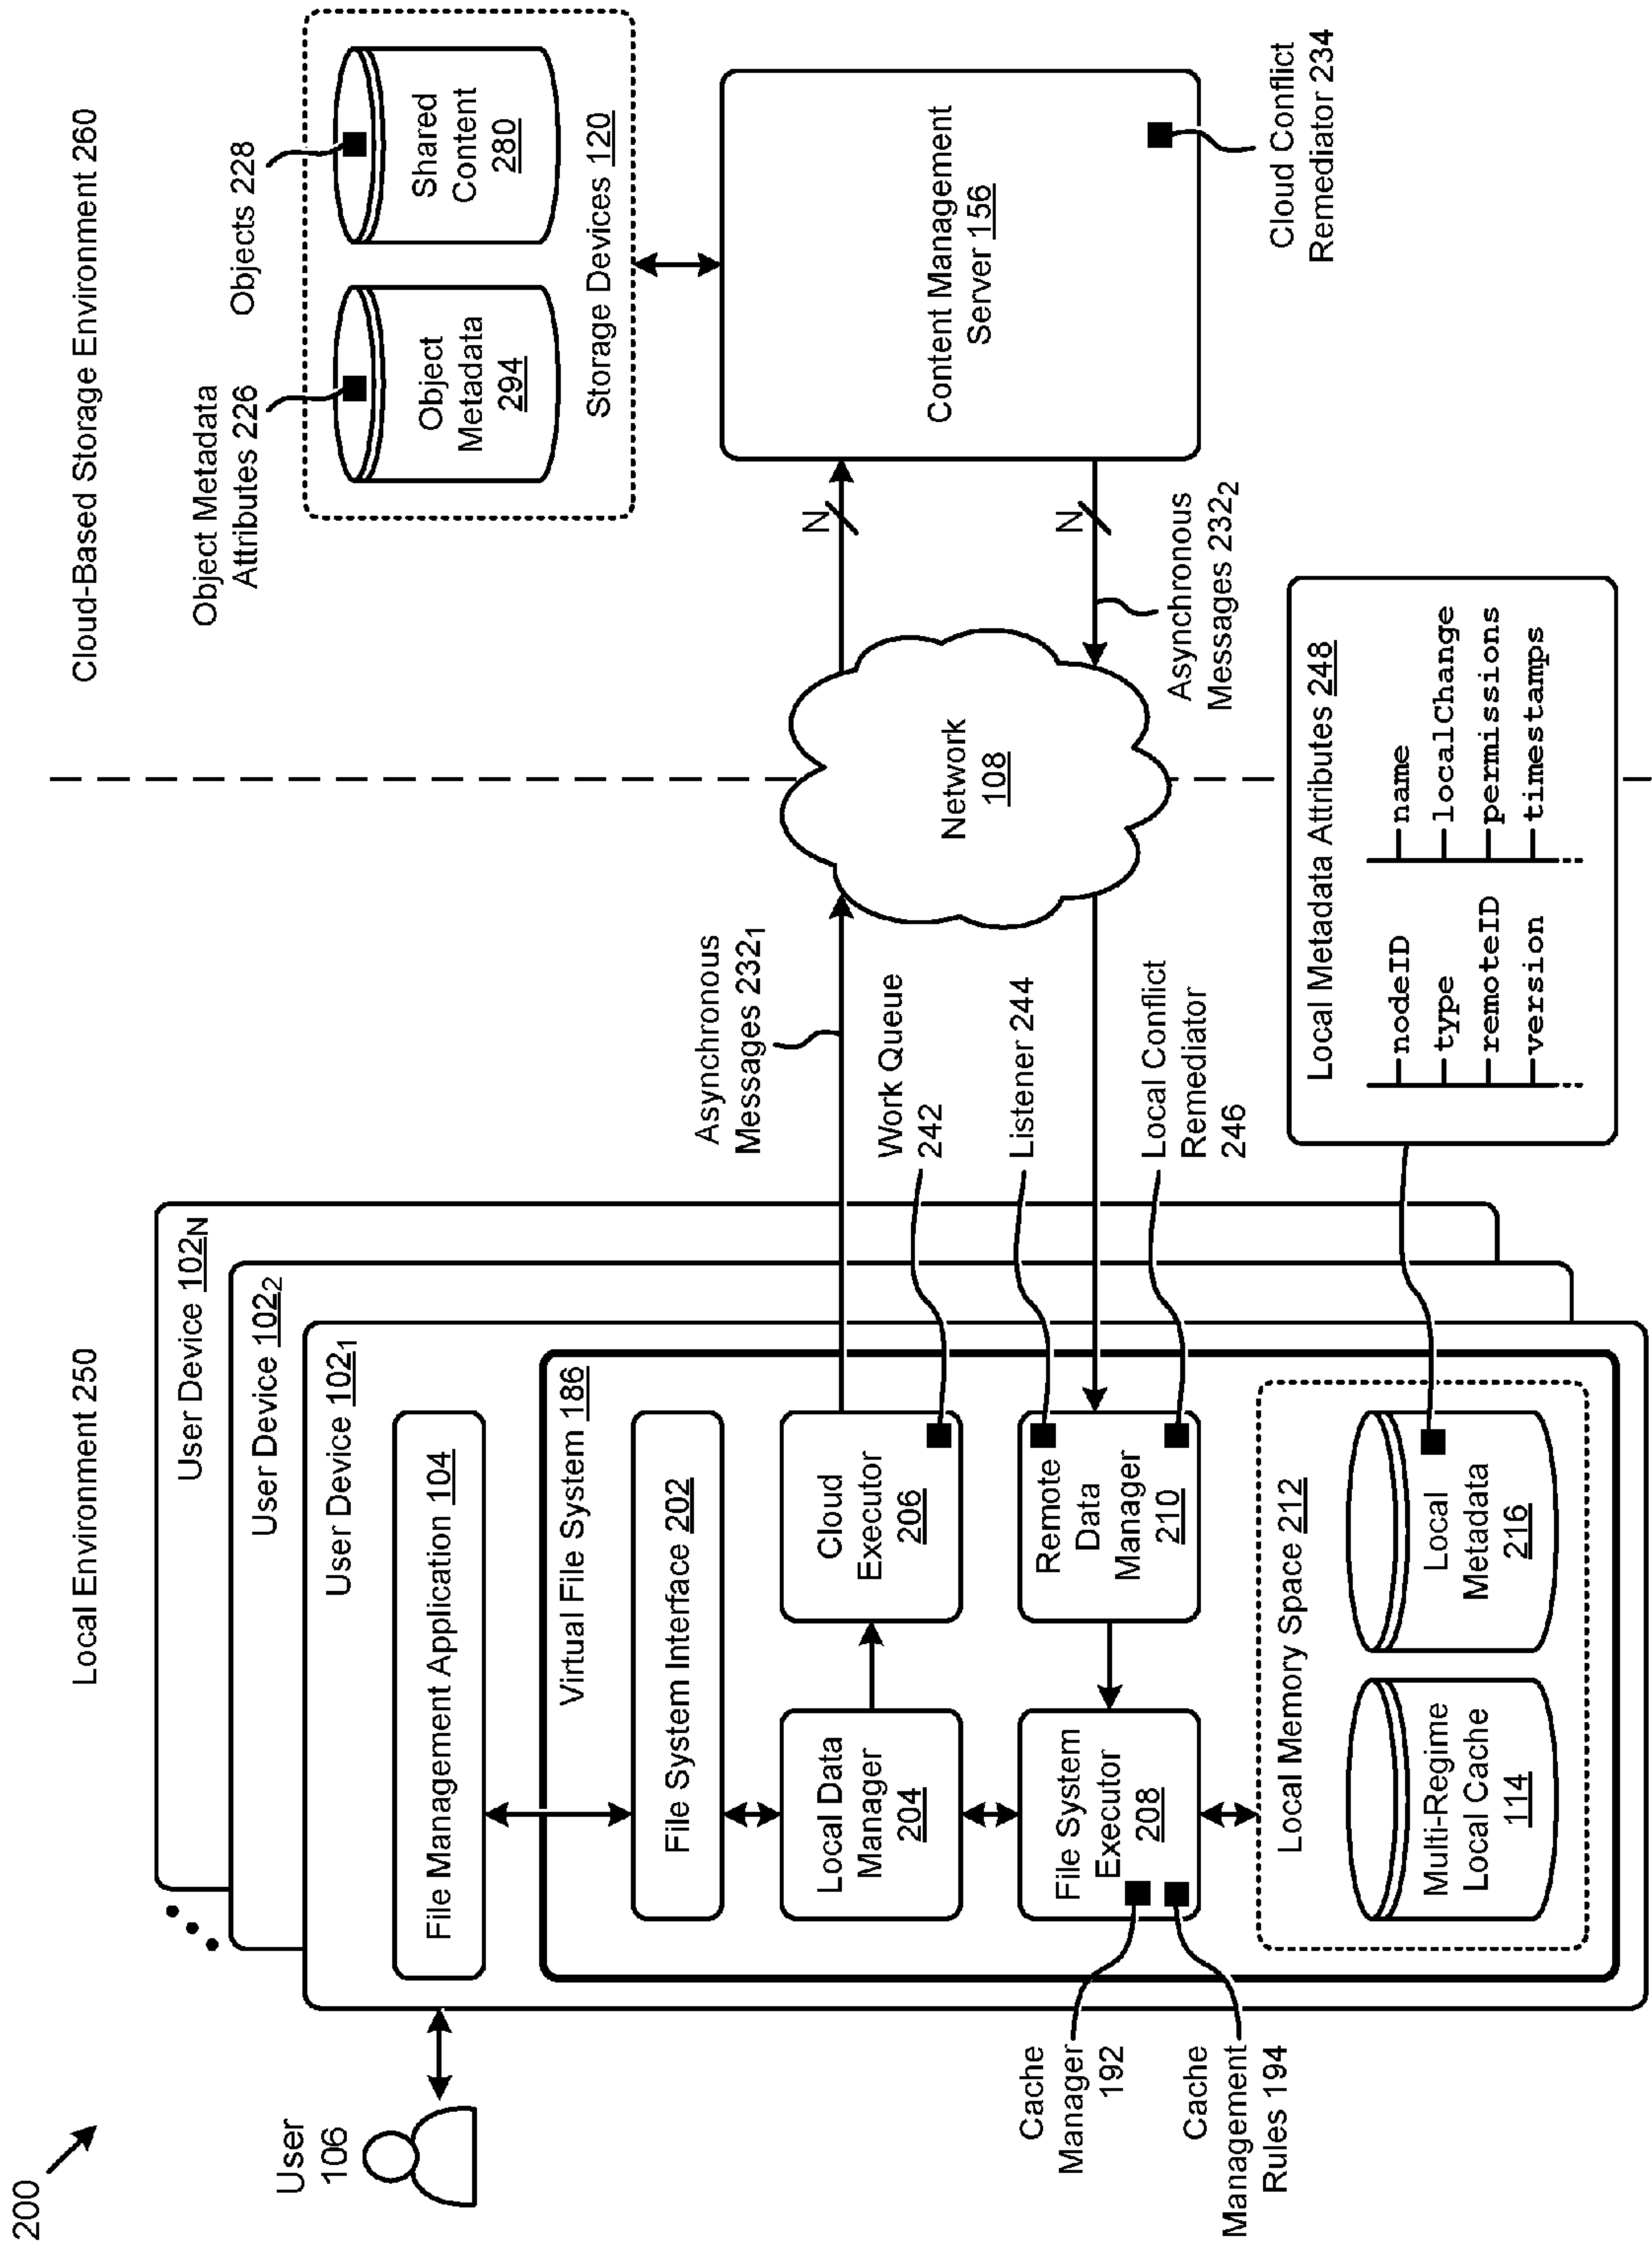 200
Local Environment 250
Cloud-Based Storage Environment 260
User
106
User Device 102N
User Device 1022
User Device 1021
File Management Application 104
Virtual File System 186
File System Interface 202
Local Data
Manager
204
Cloud
Executor
206
File System
Executor
208
Remote
Data
Manager
210
Local Memory Space 212
Multi-Regime
Local Cache
114
Local
Metadata
216
Cache
Manager
192
Cache
Management
Rules 194
Asynchronous
Messages 2321
Work Queue
242
Listener 244
Local Conflict
Remediator
246
Network
108
N
N
Asynchronous
Messages 2322
Local Metadata Attributes 248
nodeID
type
remoteID
version
name
localChange
permissions
timestamps
Object Metadata
Attributes 226
Objects 228
Object
Metadata
294
Shared
Content
280
Storage Devices 120
Content Management
Server 156
Cloud Conflict
Remediator 234